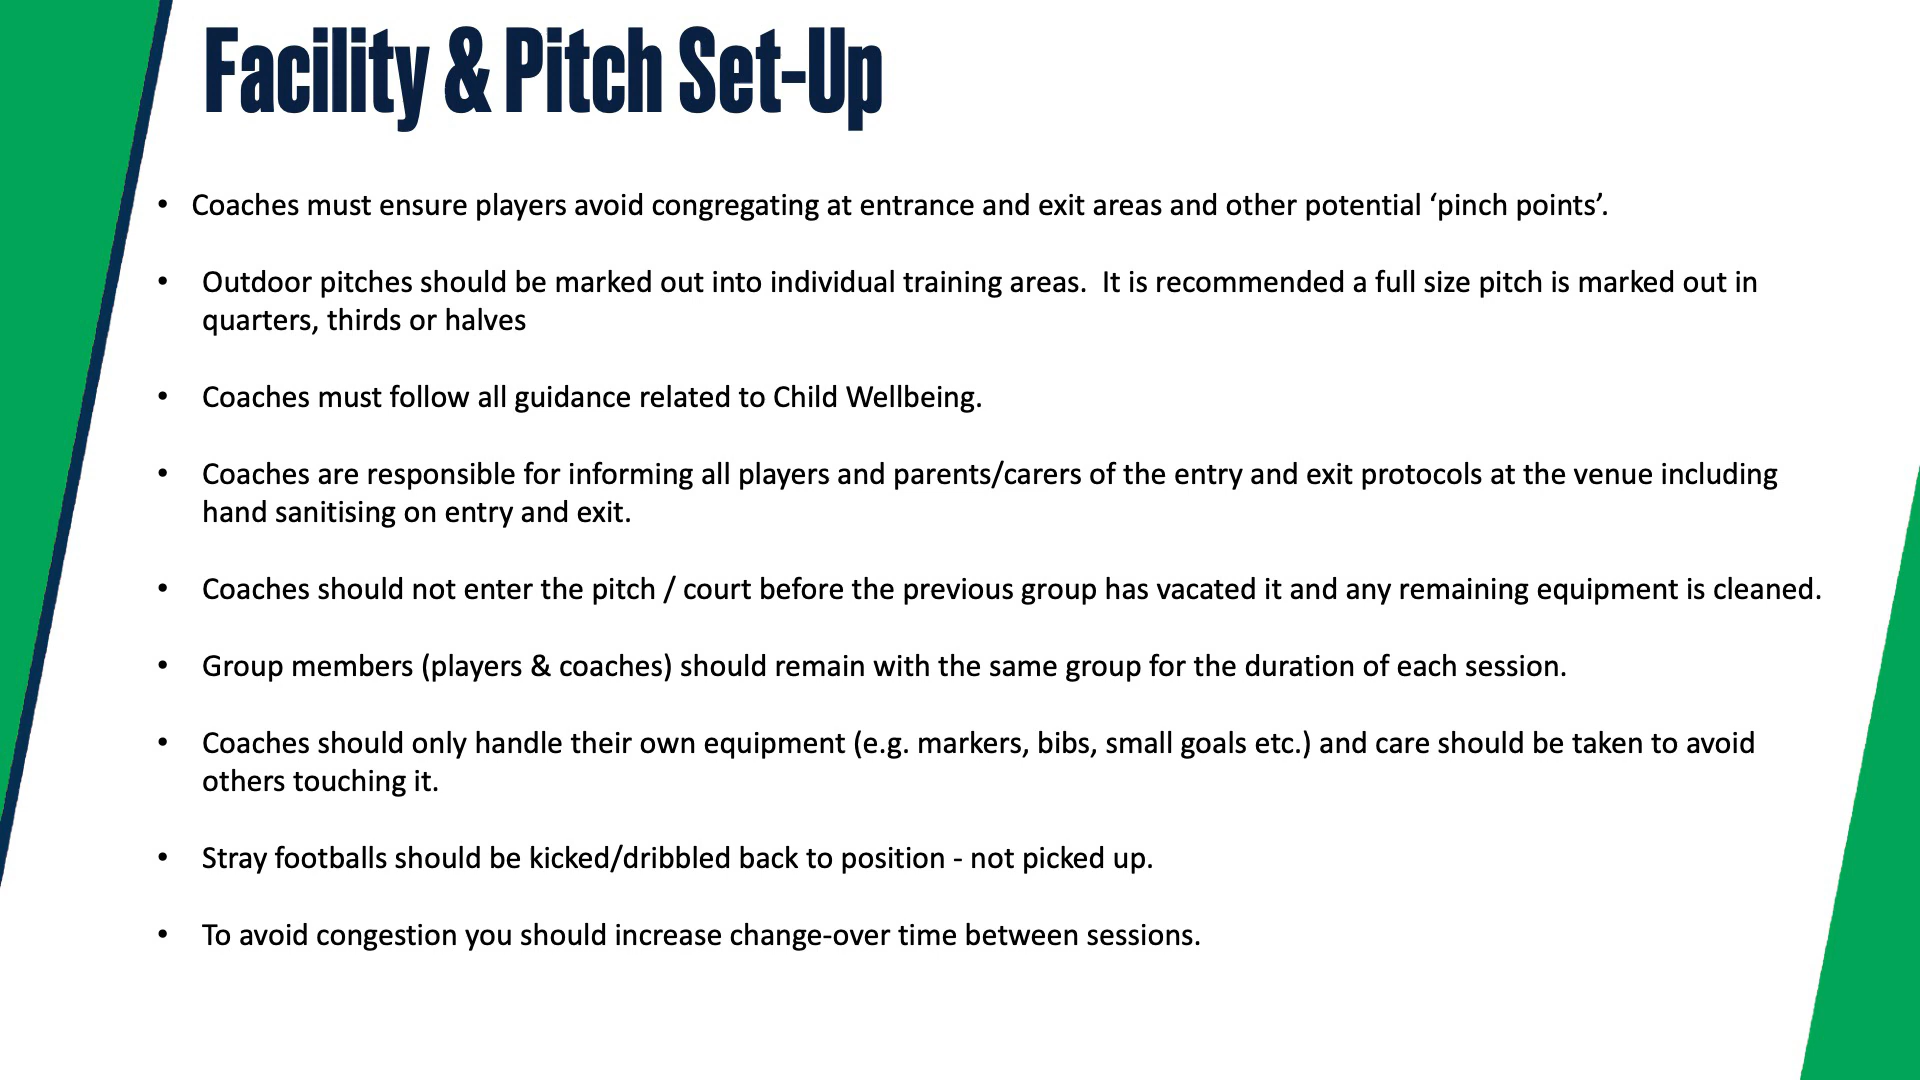 Facility & Pitch Set-Up
• Coaches must ensure players avoid congregating at entrance and exit areas and other potential ‘pinch points’.
• Outdoor pitches should be marked out into individual training areas.  It is recommended a full size pitch is marked out in
quarters, thirds or halves
• Coaches must follow all guidance related to Child Wellbeing.
• Coaches are responsible for informing all players and parents/carers of the entry and exit protocols at the venue including
hand sanitising on entry and exit.
• Coaches should not enter the pitch / court before the previous group has vacated it and any remaining equipment is cleaned.
• Group members (players & coaches) should remain with the same group for the duration of each session.
• Coaches should only handle their own equipment (e.g. markers, bibs, small goals etc.) and care should be taken to avoid
others touching it.
• Stray footballs should be kicked/dribbled back to position - not picked up.
• To avoid congestion you should increase change-over time between sessions.